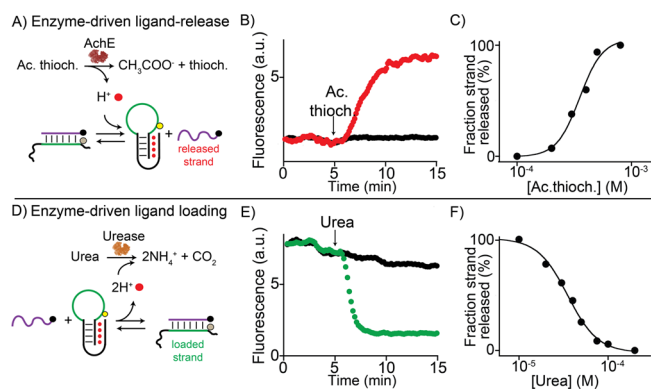 A) Enzyme-driven ligand-release
AchE
Ac. thioch.
CH₃COO⁻ + thioch.
H⁺
+
released
strand
B)
Fluorescence (a.u.)
5
Ac.
thioch.
0 5 10 15
Time (min)
C)
Fraction strand
released (%)
100
50
0
10⁻⁴ 10⁻³
[Ac.thioch.] (M)
D) Enzyme-driven ligand loading
Urease
Urea
2NH₄⁺ + CO₂
2H⁺
+
loaded
strand
E)
Fluorescence (a.u.)
5
Urea
0 5 10 15
Time (min)
F)
Fraction strand
released (%)
100
50
0
10⁻⁵ 10⁻⁴
[Urea] (M)